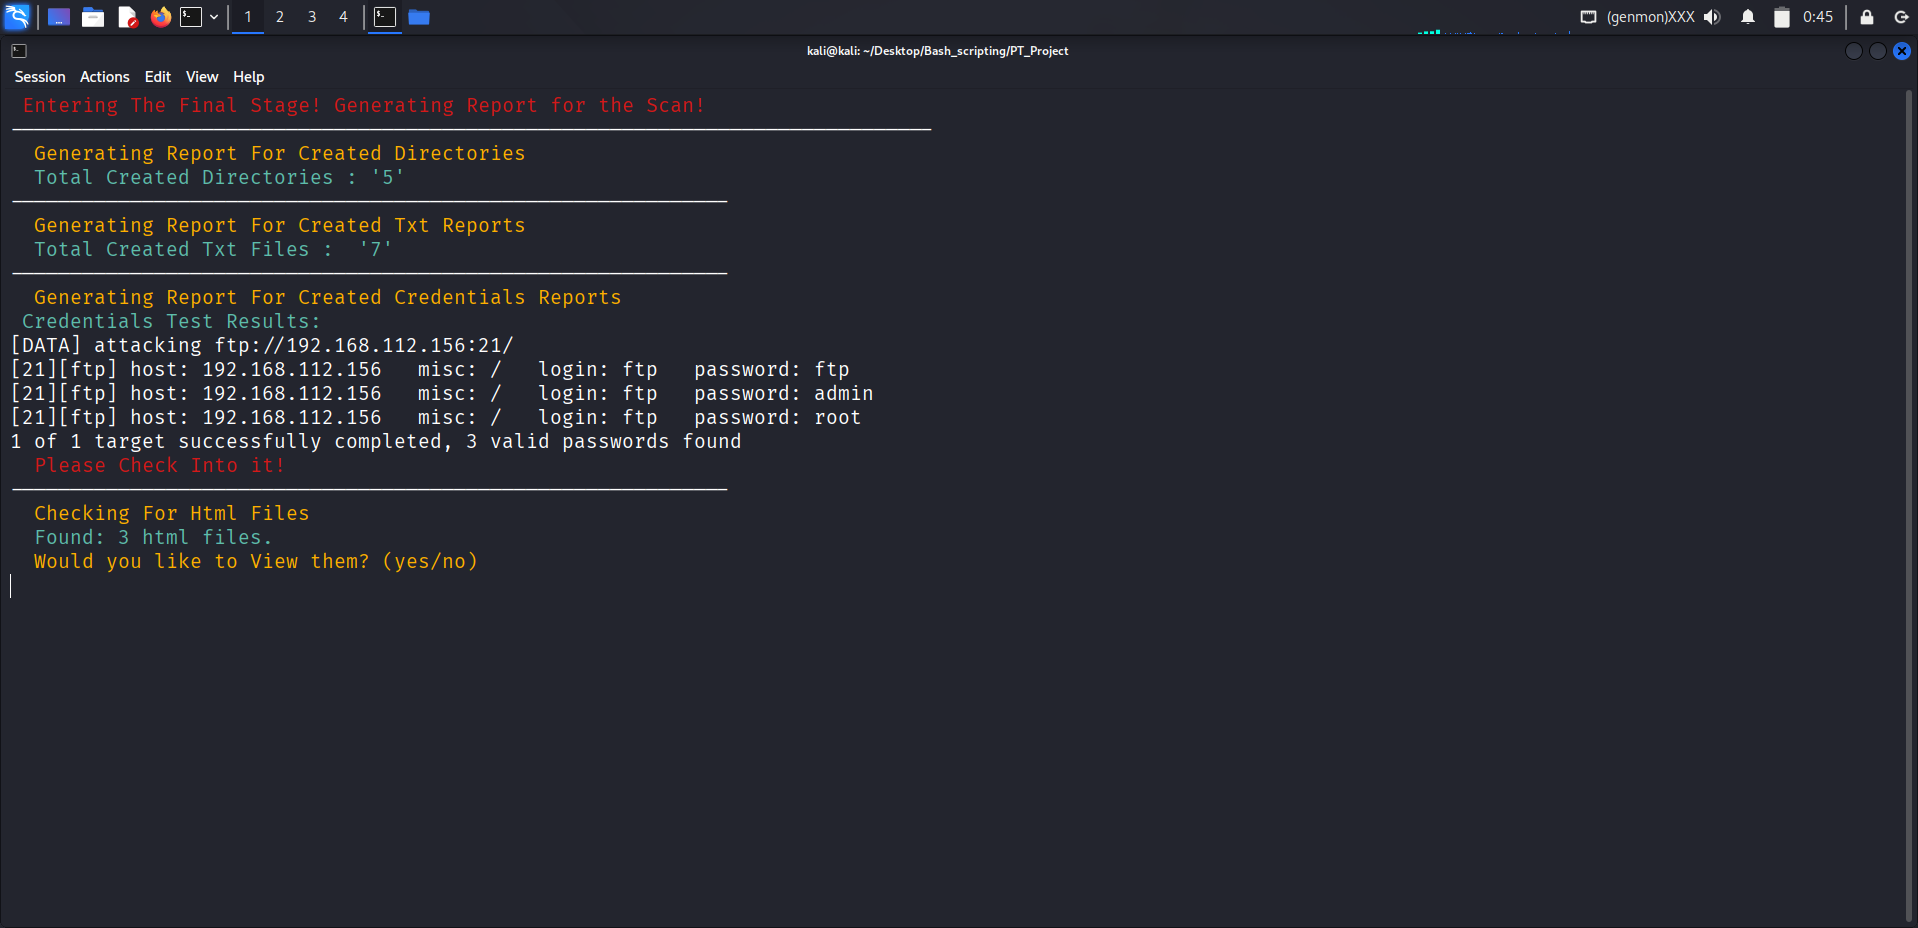 1 2 3 4 (genmon)XXX 0:45
kali@kali: ~/Desktop/Bash_scripting/PT_Project
Session Actions Edit View Help
Entering The Final Stage! Generating Report for the Scan!
Generating Report For Created Directories
Total Created Directories : '5'
Generating Report For Created Txt Reports
Total Created Txt Files :  '7'
Generating Report For Created Credentials Reports
Credentials Test Results:
[DATA] attacking ftp://192.168.112.156:21/
[21][ftp] host: 192.168.112.156   misc: /   login: ftp   password: ftp
[21][ftp] host: 192.168.112.156   misc: /   login: ftp   password: admin
[21][ftp] host: 192.168.112.156   misc: /   login: ftp   password: root
1 of 1 target successfully completed, 3 valid passwords found
Please Check Into it!
Checking For Html Files
Found: 3 html files.
Would you like to View them? (yes/no)